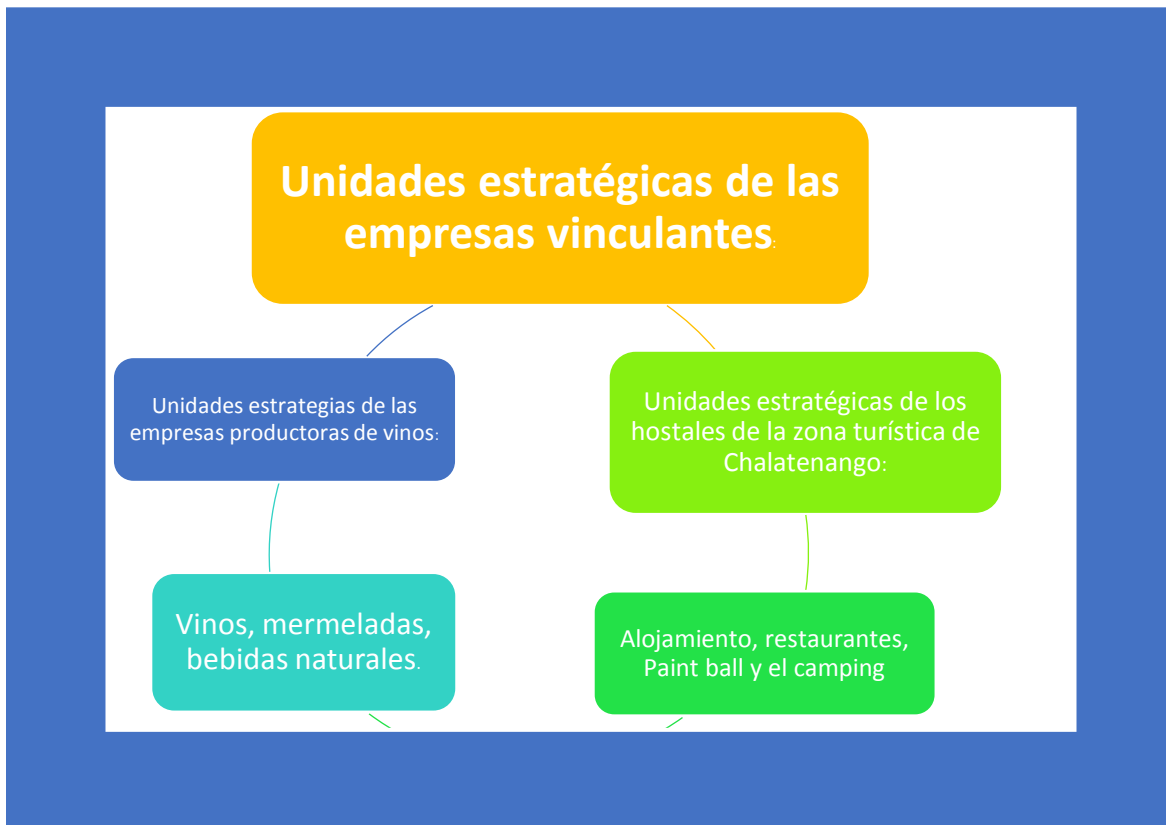 Unidades estratégicas de las
empresas vinculantes:
Unidades estrategias de las
empresas productoras de vinos:
Unidades estratégicas de los
hostales de la zona turística de
Chalatenango:
Vinos, mermeladas,
bebidas naturales.
Alojamiento, restaurantes,
Paint ball y el camping